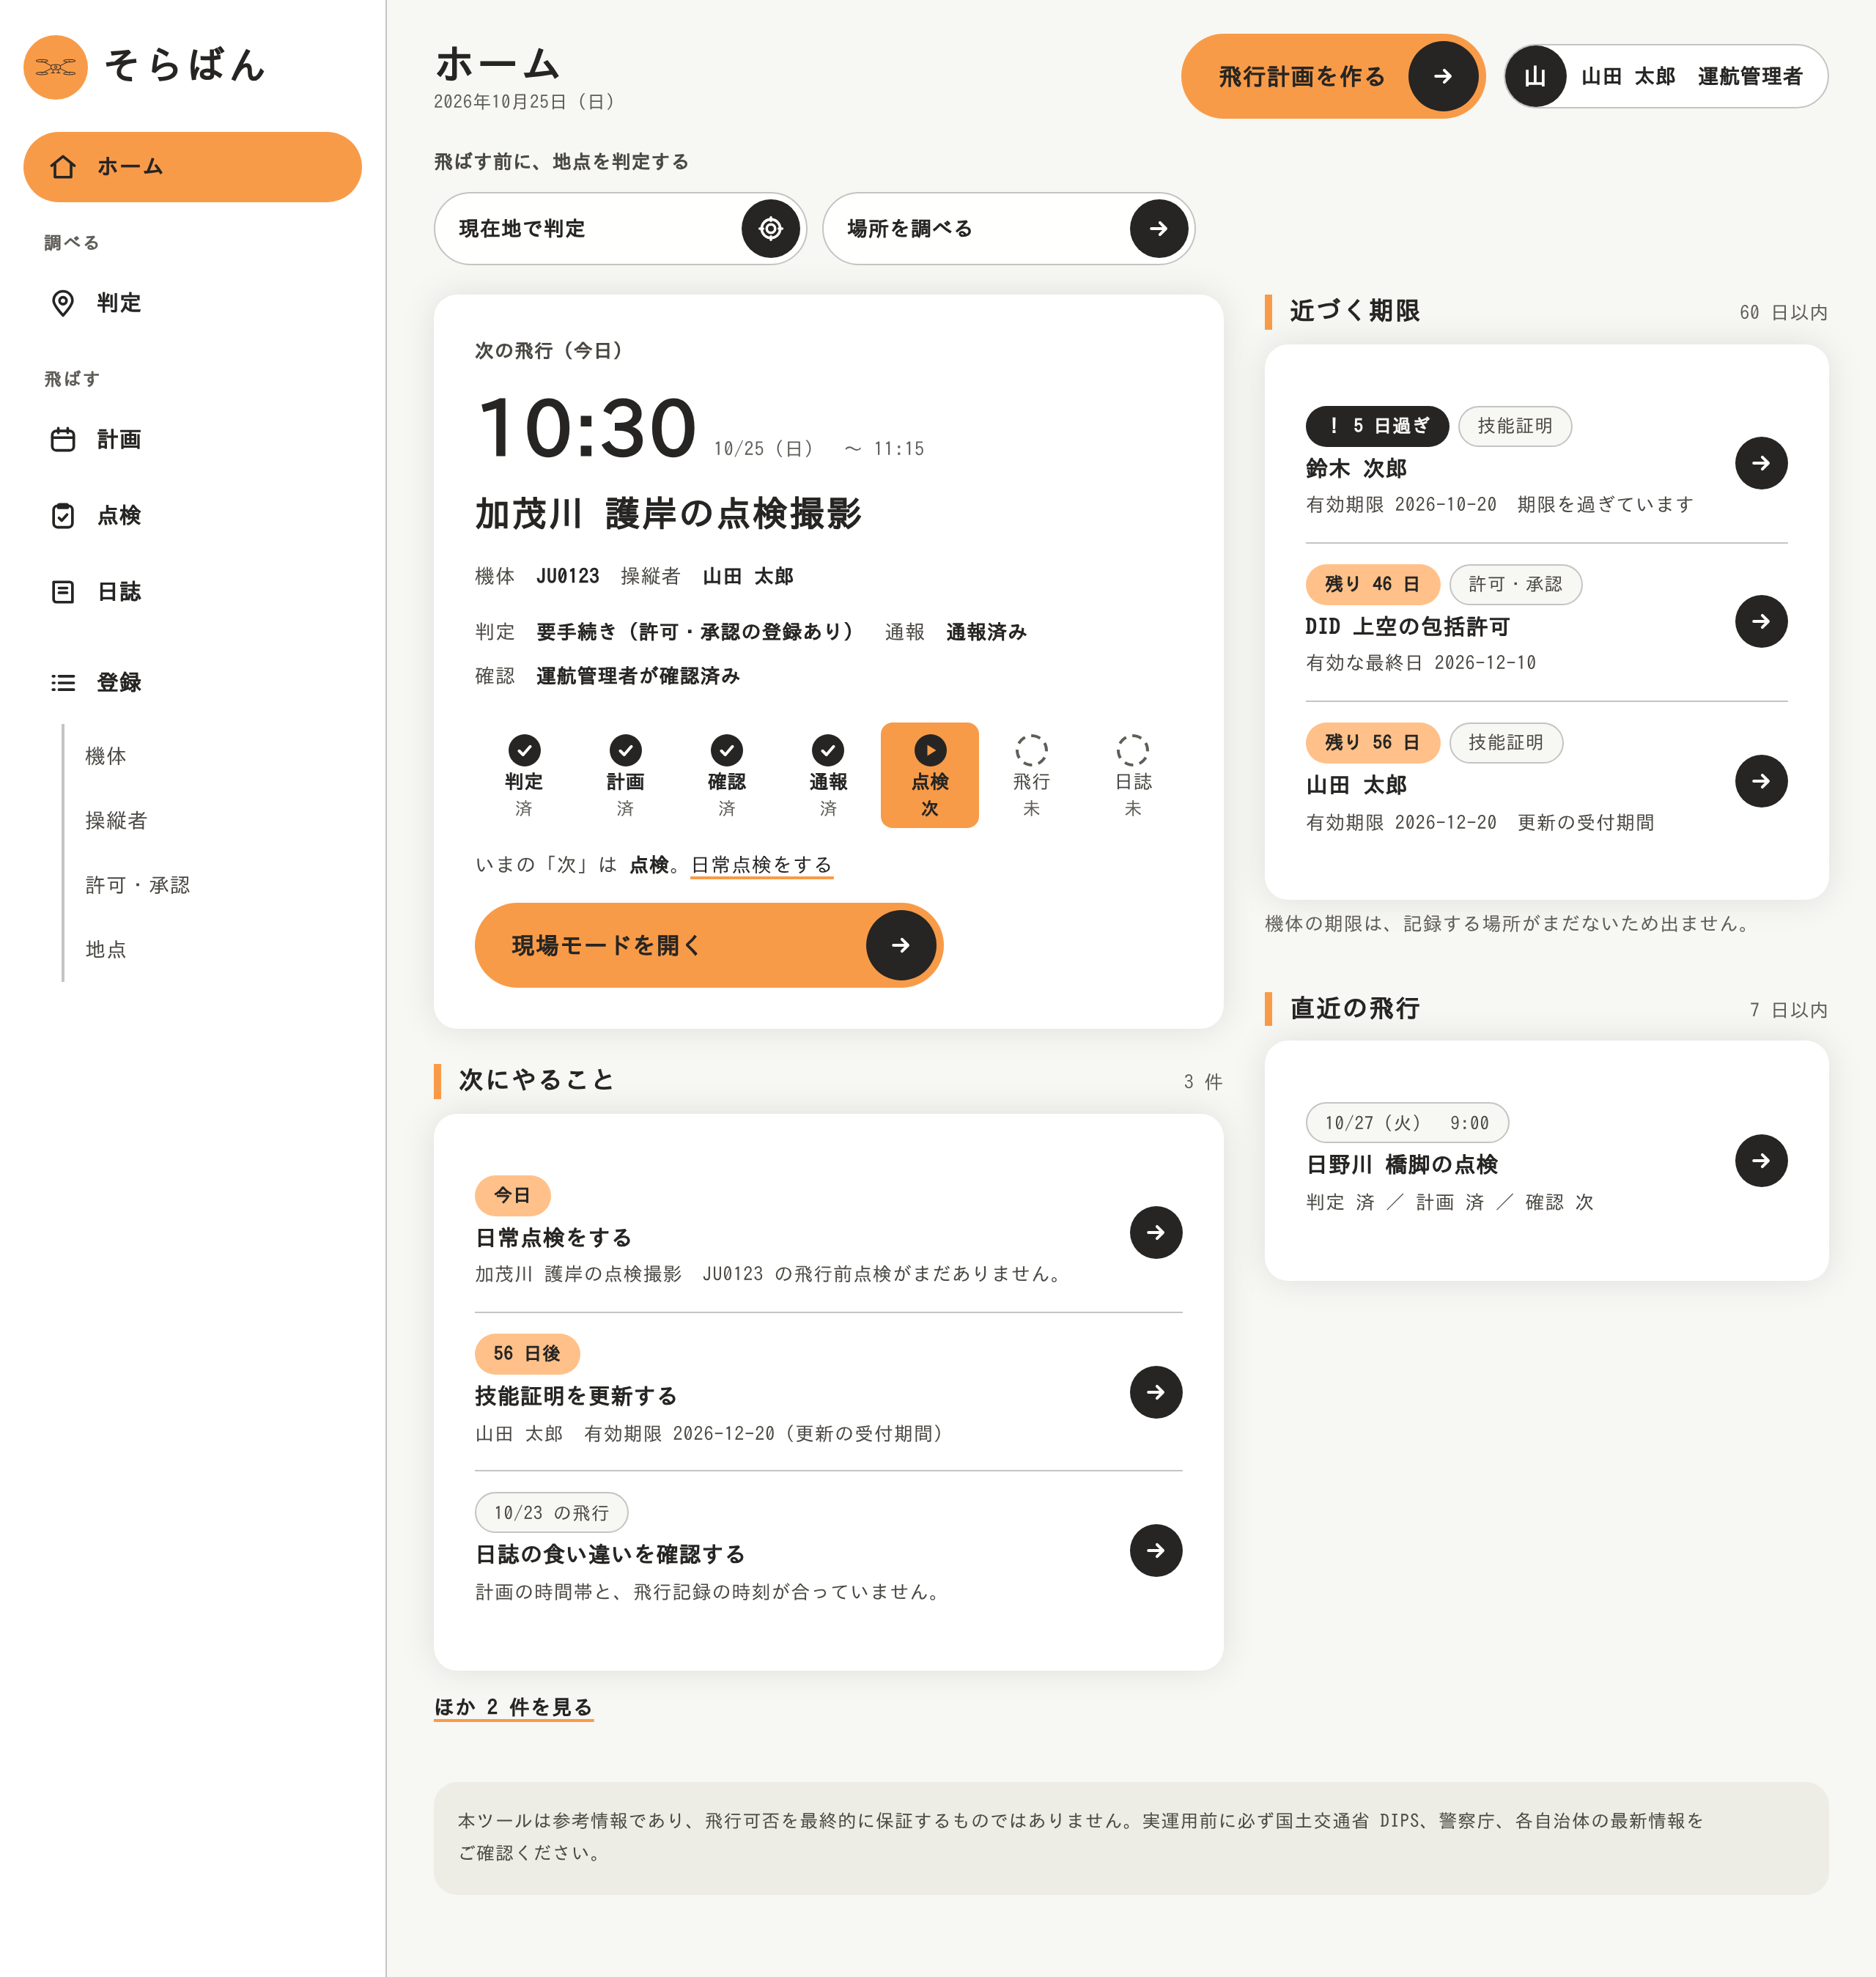 そらばん
ホーム
調べる
判定
飛ばす
計画
点検
日誌
登録
機体
操縦者
許可・承認
地点
ホーム
2026年10月25日（日）
飛行計画を作る
山
山田 太郎　運航管理者
飛ばす前に、地点を判定する
現在地で判定
場所を調べる
次の飛行（今日）
10:30 10/25（日）　～ 11:15
加茂川 護岸の点検撮影
機体　JU0123　操縦者　山田 太郎
判定　要手続き（許可・承認の登録あり）　通報　通報済み
確認　運航管理者が確認済み
判定 計画 確認 通報 点検 飛行 日誌
済 済 済 済 次 未 未
いまの「次」は 点検。日常点検をする
現場モードを開く
次にやること
3 件
今日
日常点検をする
加茂川 護岸の点検撮影　JU0123 の飛行前点検がまだありません。
56 日後
技能証明を更新する
山田 太郎　有効期限 2026-12-20（更新の受付期間）
10/23 の飛行
日誌の食い違いを確認する
計画の時間帯と、飛行記録の時刻が合っていません。
ほか 2 件を見る
近づく期限
60 日以内
! 5 日過ぎ 技能証明
鈴木 次郎
有効期限 2026-10-20　期限を過ぎています
残り 46 日 許可・承認
DID 上空の包括許可
有効な最終日 2026-12-10
残り 56 日 技能証明
山田 太郎
有効期限 2026-12-20　更新の受付期間
機体の期限は、記録する場所がまだないため出ません。
直近の飛行
7 日以内
10/27（火）　9:00
日野川 橋脚の点検
判定 済 ／ 計画 済 ／ 確認 次
本ツールは参考情報であり、飛行可否を最終的に保証するものではありません。実運用前に必ず国土交通省 DIPS、警察庁、各自治体の最新情報を
ご確認ください。